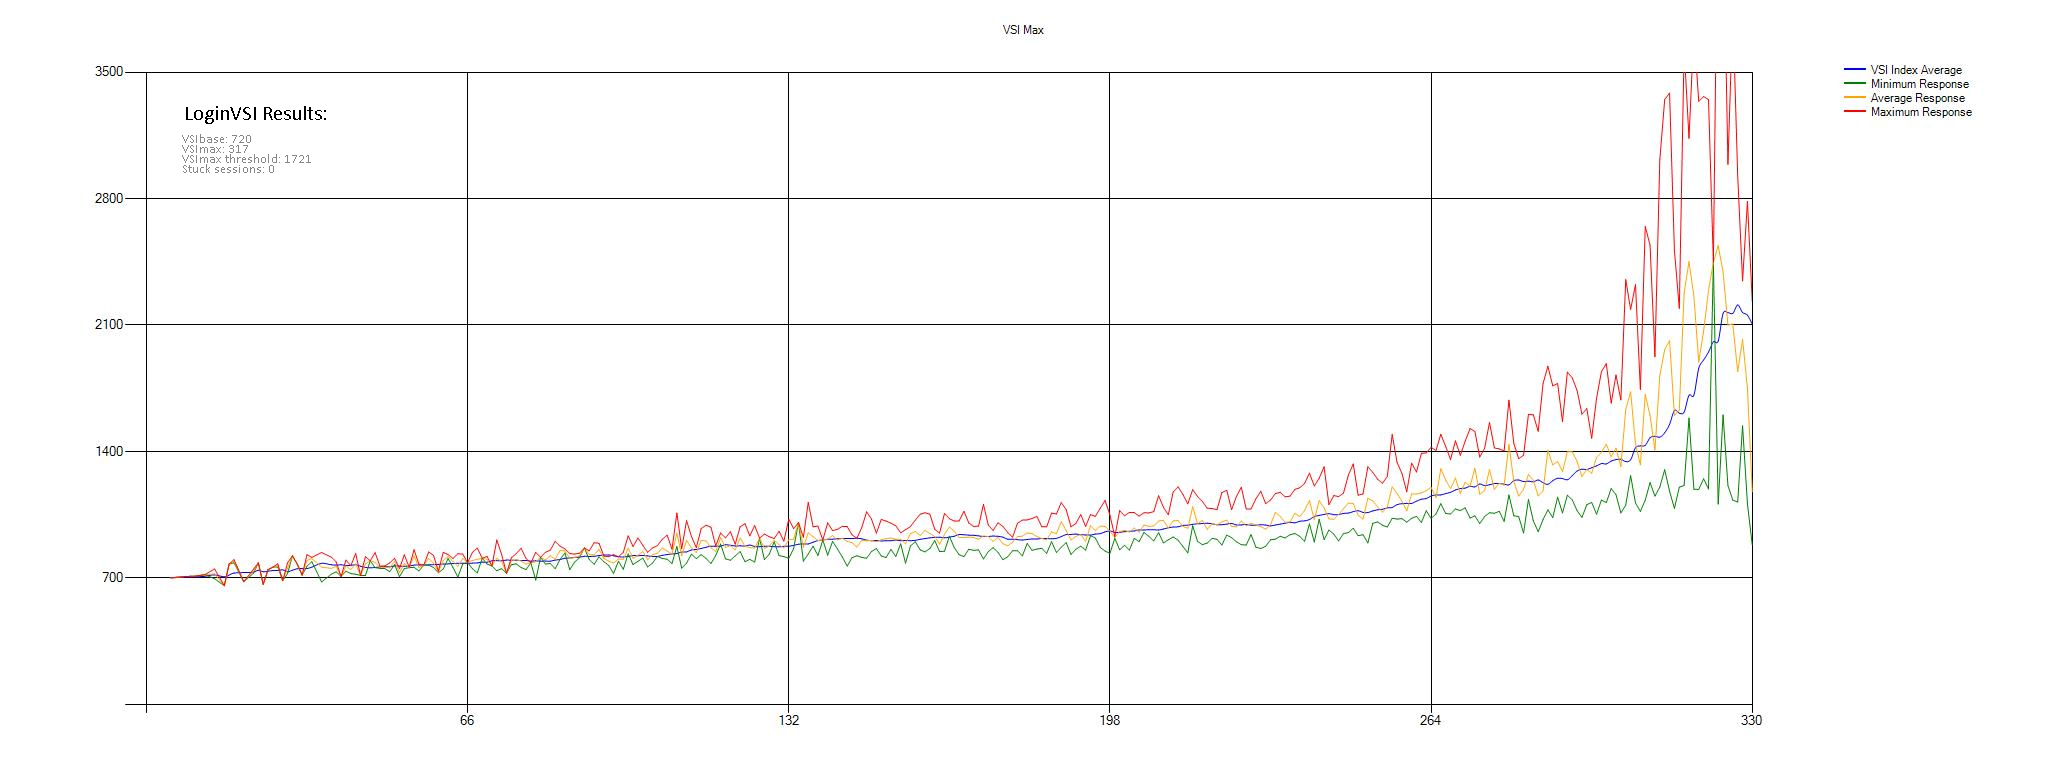 VSI Max
3500
2800
2100
1400
700
LoginVSI Results:
VSIbase: 720
VSImax: 317
VSImax threshold: 1721
Stuck sessions: 0
VSI Index Average
Minimum Response
Average Response
Maximum Response
66
132
198
264
330